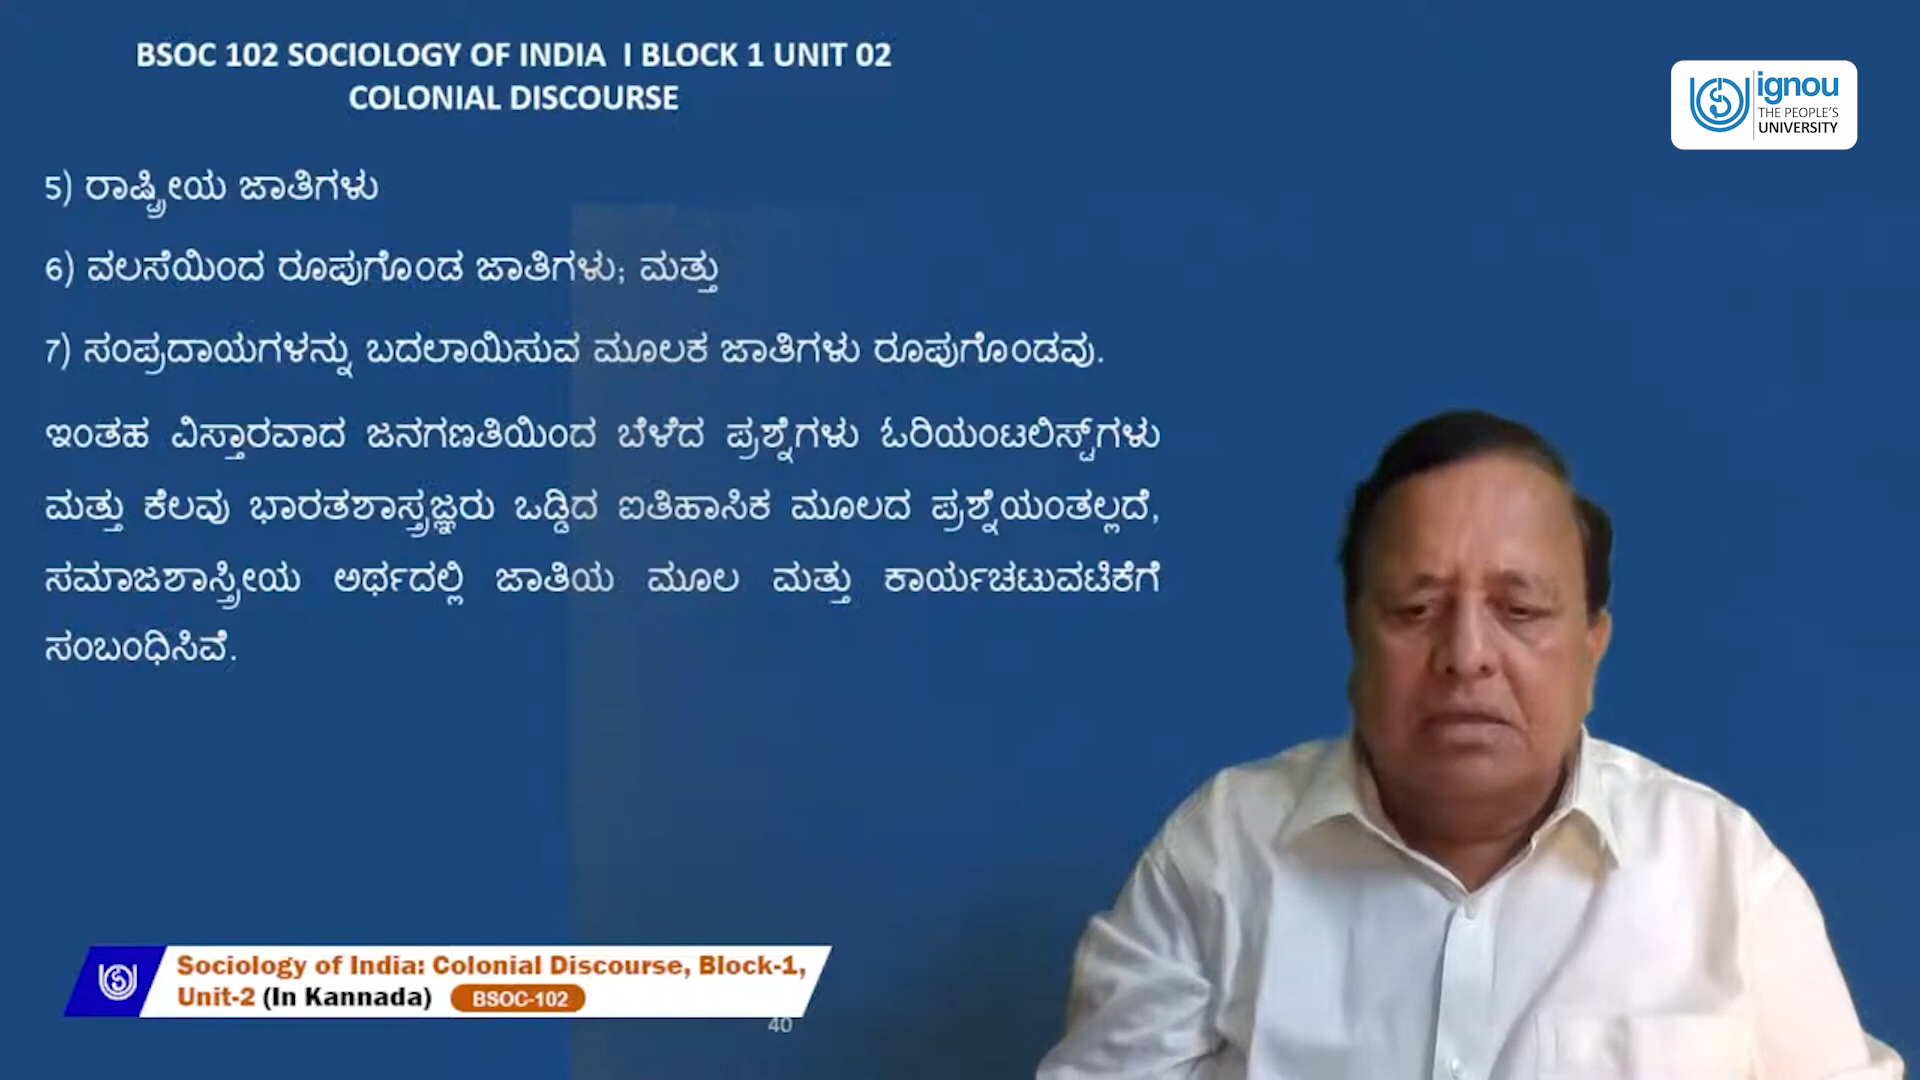 BSOC 102 SOCIOLOGY OF INDIA I BLOCK 1 UNIT 02
COLONIAL DISCOURSE
ignou
THE PEOPLE'S
UNIVERSITY
5) ರಾಷ್ಟ್ರೀಯ ಜಾತಿಗಳು
6) ವಲಸೆಯಿಂದ ರೂಪುಗೊಂಡ ಜಾತಿಗಳು; ಮತ್ತು
7) ಸಂಪ್ರದಾಯಗಳನ್ನು ಬದಲಾಯಿಸುವ ಮೂಲಕ ಜಾತಿಗಳು ರೂಪುಗೊಂಡವು.
ಇಂತಹ ವಿಸ್ತಾರವಾದ ಜನಗಣತಿಯಿಂದ ಬೆಳೆದ ಪ್ರಶ್ನೆಗಳು ಓರಿಯಂಟಲಿಸ್ಟ್‌ಗಳು
ಮತ್ತು ಕೆಲವು ಭಾರತಶಾಸ್ತ್ರಜ್ಞರು ಒಡ್ಡಿದ ಐತಿಹಾಸಿಕ ಮೂಲದ ಪ್ರಶ್ನೆಯಂತಲ್ಲದೆ,
ಸಮಾಜಶಾಸ್ತ್ರೀಯ ಅರ್ಥದಲ್ಲಿ ಜಾತಿಯ ಮೂಲ ಮತ್ತು ಕಾರ್ಯಚಟುವಟಿಕೆಗೆ
ಸಂಬಂಧಿಸಿವೆ.
Sociology of India: Colonial Discourse, Block-1,
Unit-2 (In Kannada) BSOC-102
40